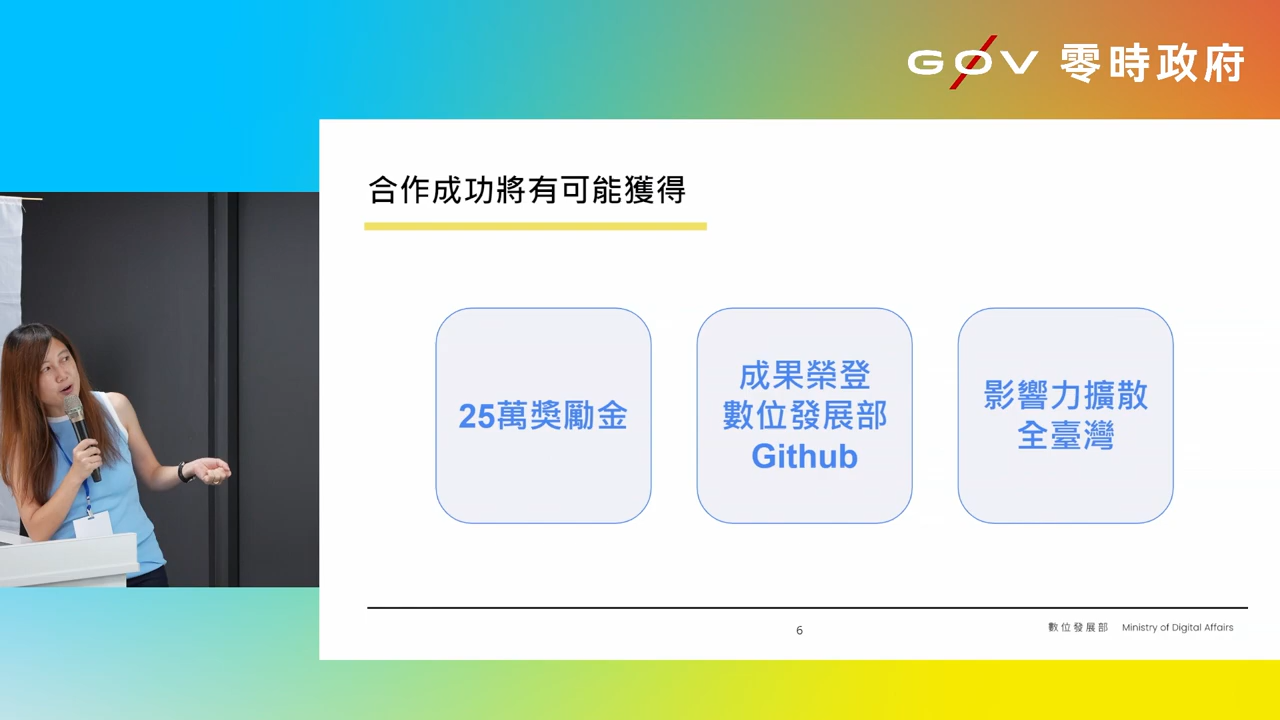 GOV 零時政府
合作成功將有可能獲得
25萬獎勵金
成果榮登
數位發展部
Github
影響力擴散
全臺灣
6
數位發展部 Ministry of Digital Affairs